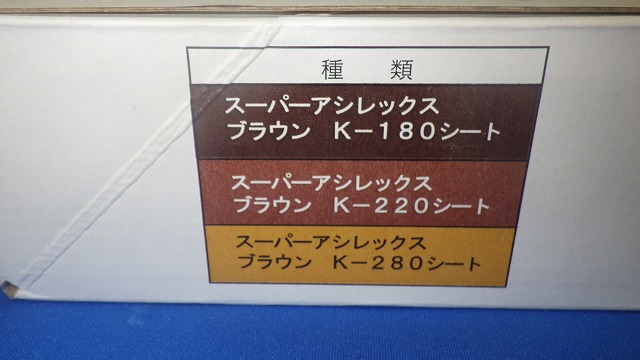 種類
スーパーアシレックス
ブラウン K－180シート
スーパーアシレックス
ブラウン K－220シート
スーパーアシレックス
ブラウン K－280シート